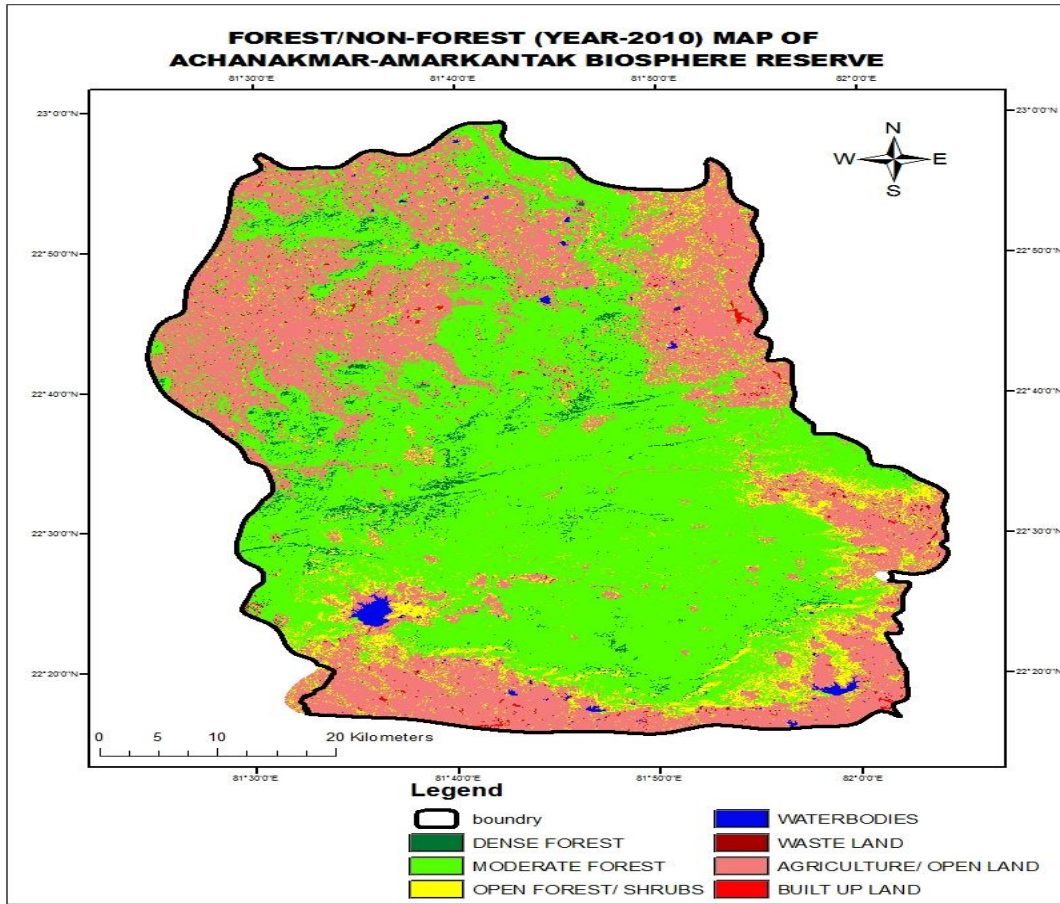 FOREST/NON-FOREST (YEAR-2010) MAP OF
ACHANAKMAR-AMARKANTAK BIOSPHERE RESERVE
81°30'0"E 81°40'0"E 81°50'0"E 82°0'0"E
23°0'0"N 23°0'0"N
N
W E
S
22°50'0"N 22°50'0"N
22°40'0"N 22°40'0"N
22°30'0"N 22°30'0"N
22°20'0"N 22°20'0"N
0 5 10 20 Kilometers
81°30'0"E 81°40'0"E 81°50'0"E 82°0'0"E
Legend
boundry
DENSE FOREST
MODERATE FOREST
OPEN FOREST/ SHRUBS
WATERBODIES
WASTE LAND
AGRICULTURE/ OPEN LAND
BUILT UP LAND